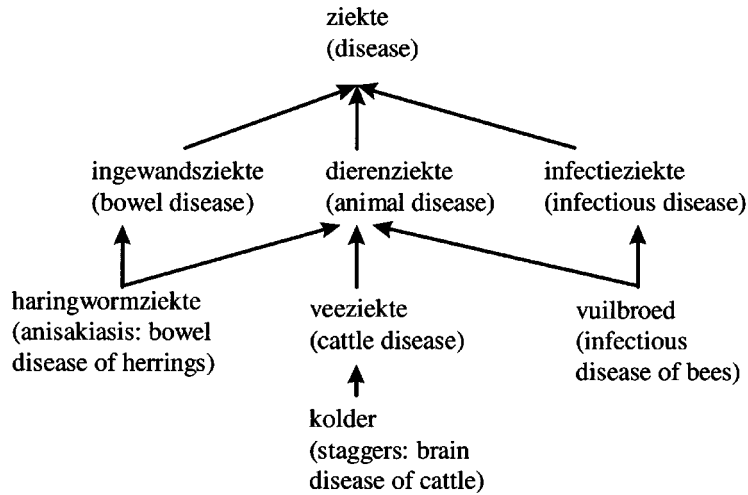 ziekte
(disease)
ingewandsziekte
(bowel disease)
dierenziekte
(animal disease)
infectieziekte
(infectious disease)
haringwormziekte
(anisakiasis: bowel
disease of herrings)
veeziekte
(cattle disease)
vuilbroed
(infectious
disease of bees)
kolder
(staggers: brain
disease of cattle)